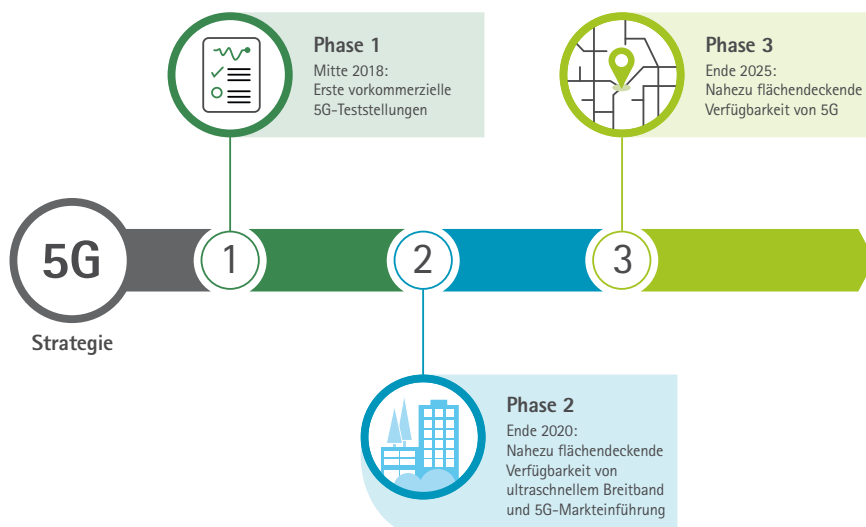 Phase 1
Mitte 2018:
Erste vorkommerzielle
5G-Teststellungen
Phase 3
Ende 2025:
Nahezu flächendeckende
Verfügbarkeit von 5G
5G
1
2
3
Strategie
Phase 2
Ende 2020:
Nahezu flächendeckende
Verfügbarkeit von
ultraschnellem Breitband
und 5G-Markteinführung